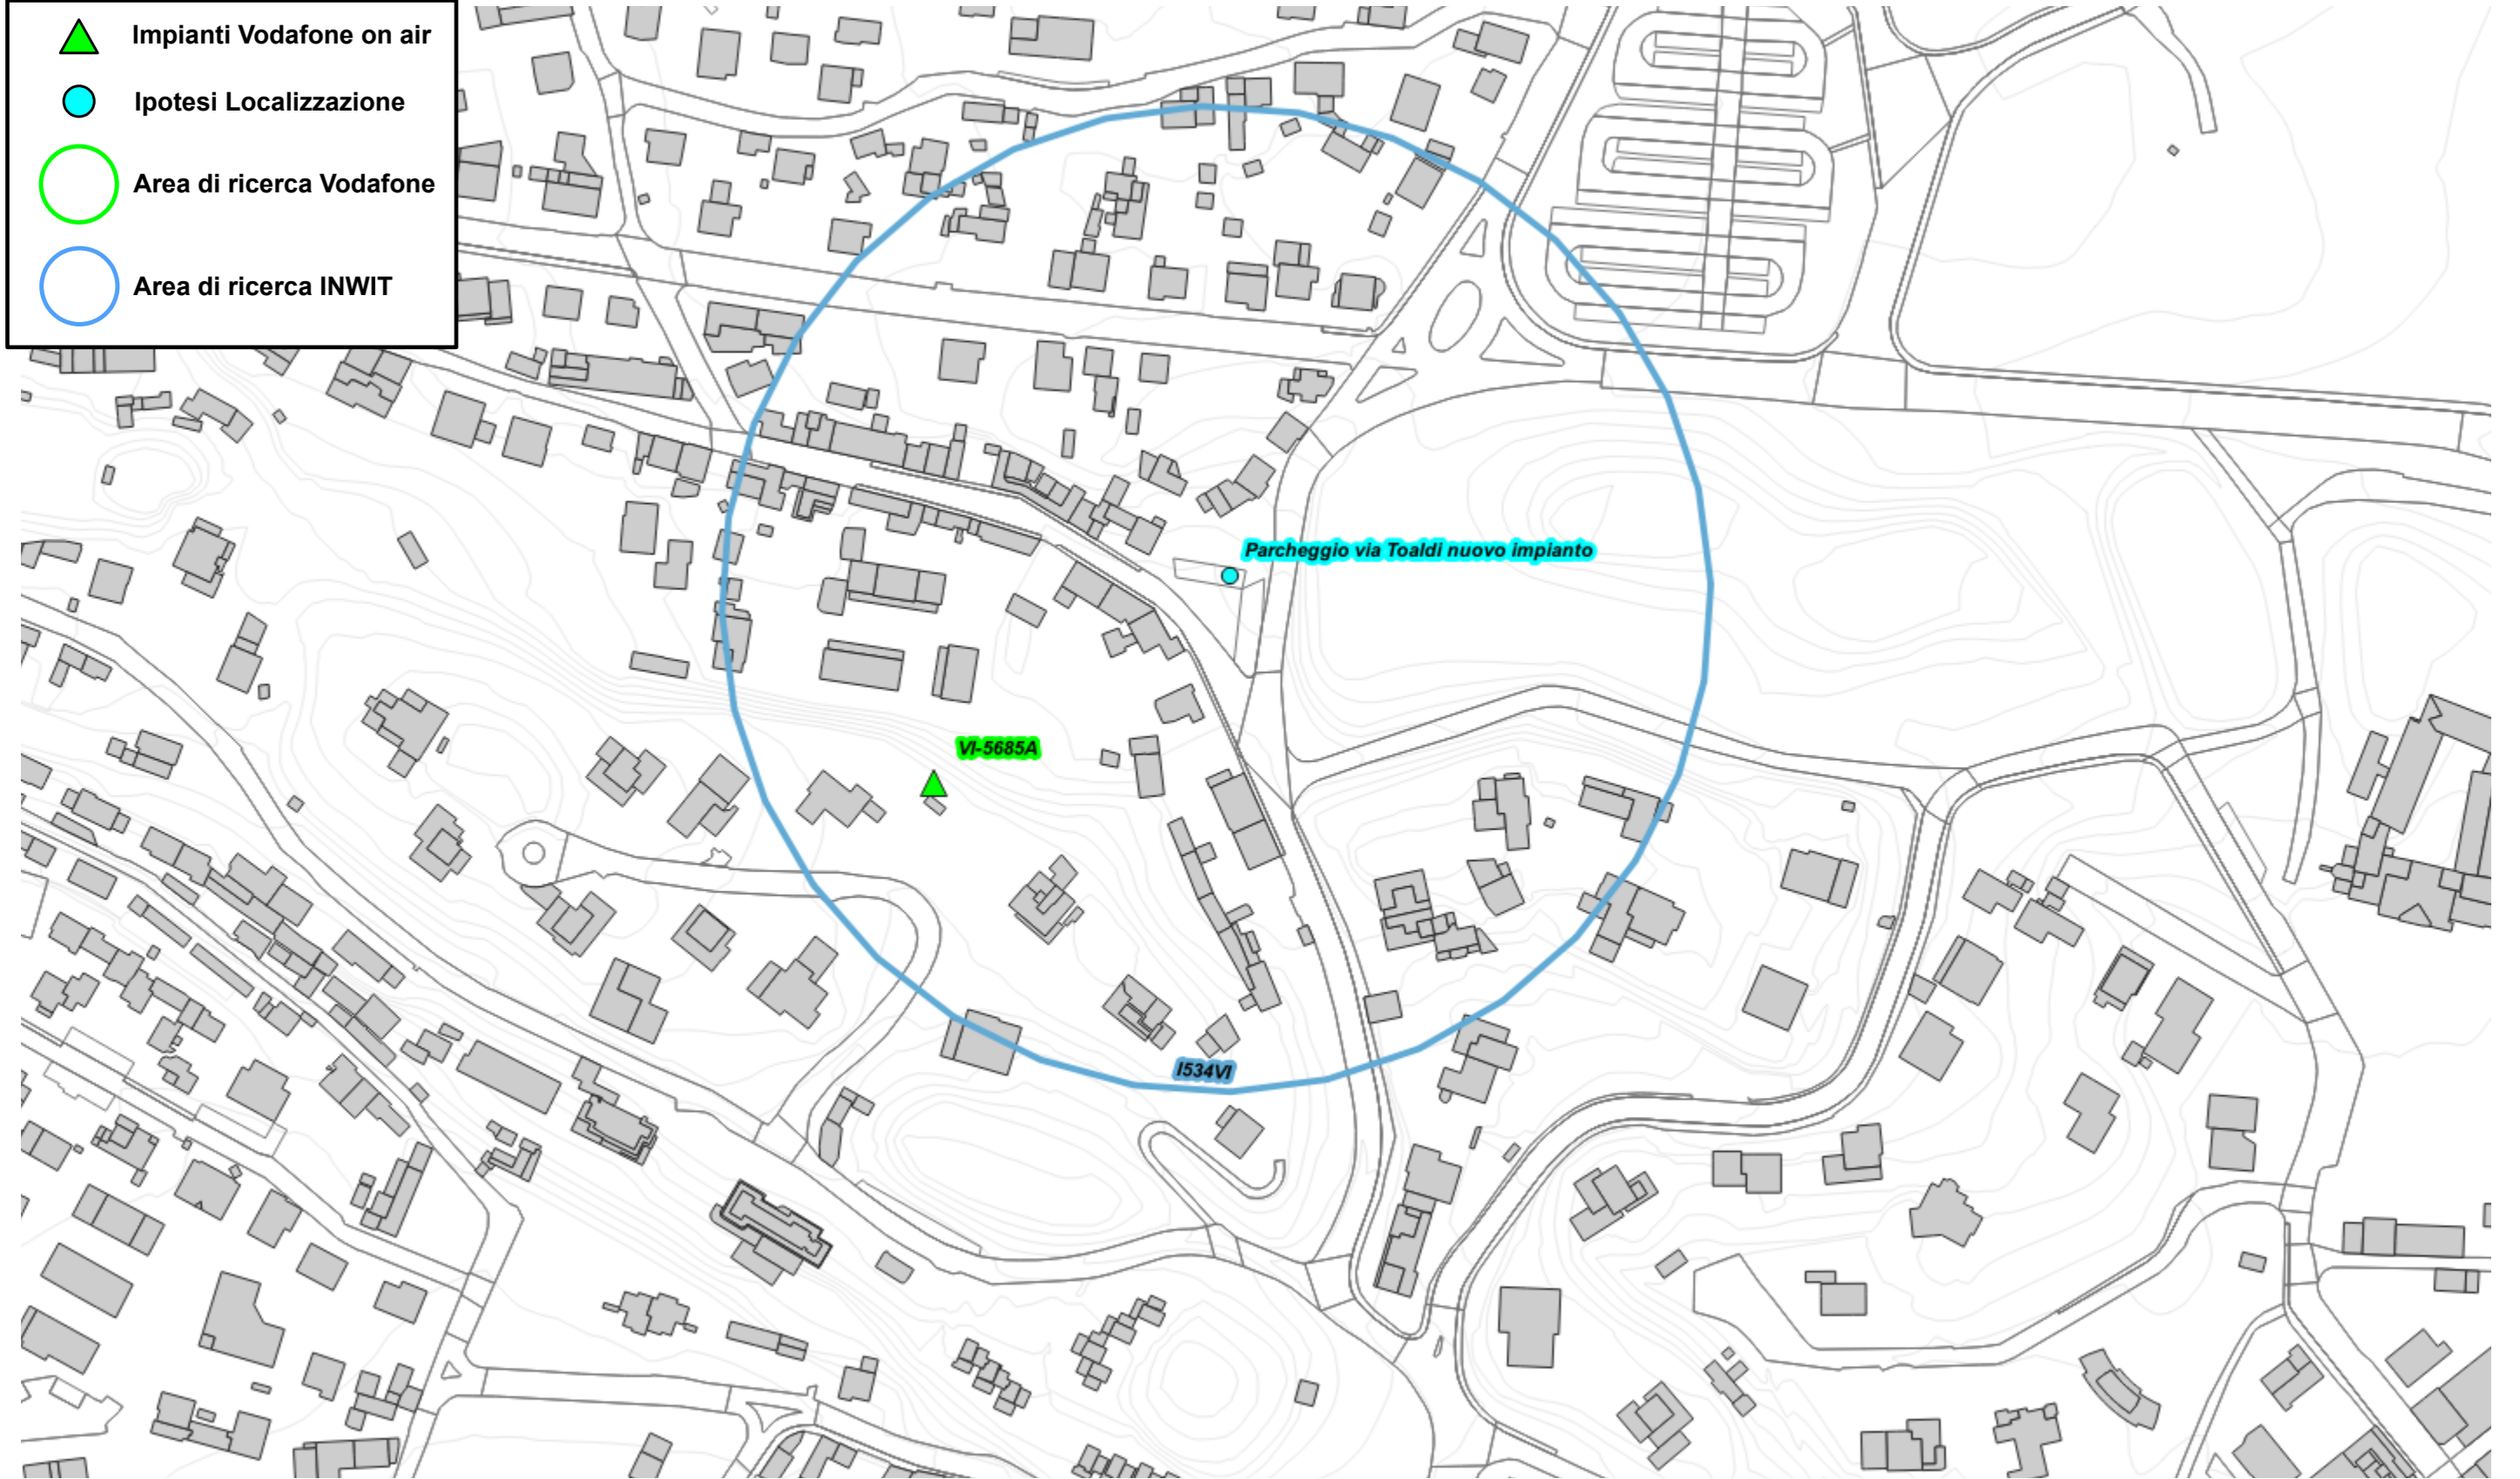 Impianti Vodafone on air
Ipotesi Localizzazione
Area di ricerca Vodafone
Area di ricerca INWIT
Parcheggio via Toaldi nuovo impianto
VI-5685A
I534VI